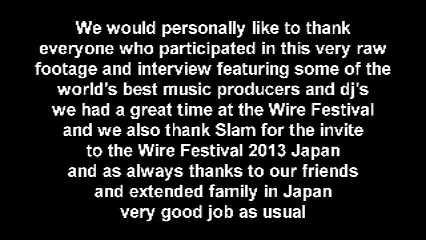 We would personally like to thank
everyone who participated in this very raw
footage and interview featuring some of the
world's best music producers and dj's
we had a great time at the Wire Festival
and we also thank Slam for the invite
to the Wire Festival 2013 Japan
and as always thanks to our friends
and extended family in Japan
very good job as usual